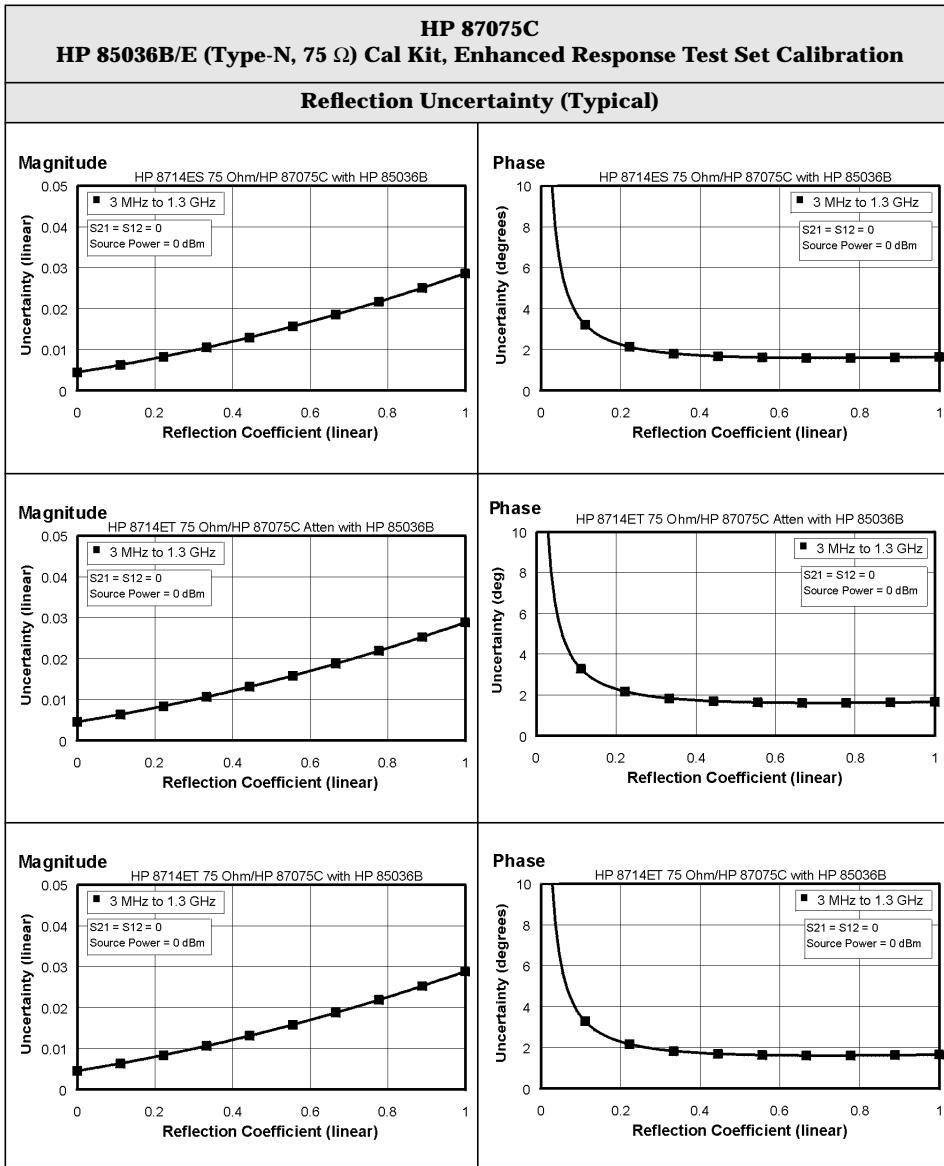 HP 87075C
HP 85036B/E (Type-N, 75 Ω) Cal Kit, Enhanced Response Test Set Calibration
Reflection Uncertainty (Typical)
Magnitude
HP 8714ES 75 Ohm/HP 87075C with HP 85036B
3 MHz to 1.3 GHz
S21 = S12 = 0
Source Power = 0 dBm
Uncertainty (linear)
0.05
0.04
0.03
0.02
0.01
0
0 0.2 0.4 0.6 0.8 1
Reflection Coefficient (linear)
Phase
HP 8714ES 75 Ohm/HP 87075C with HP 85036B
3 MHz to 1.3 GHz
S21 = S12 = 0
Source Power = 0 dBm
Uncertainty (degrees)
10
8
6
4
2
0
0 0.2 0.4 0.6 0.8 1
Reflection Coefficient (linear)
Magnitude
HP 8714ET 75 Ohm/HP 87075C Atten with HP 85036B
3 MHz to 1.3 GHz
S21 = S12 = 0
Source Power = 0 dBm
Uncertainty (linear)
0.05
0.04
0.03
0.02
0.01
0
0 0.2 0.4 0.6 0.8 1
Reflection Coefficient (linear)
Phase
HP 8714ET 75 Ohm/HP 87075C Atten with HP 85036B
3 MHz to 1.3 GHz
S21 = S12 = 0
Source Power = 0 dBm
Uncertainty (deg)
10
8
6
4
2
0
0 0.2 0.4 0.6 0.8 1
Reflection Coefficient (linear)
Magnitude
HP 8714ET 75 Ohm/HP 87075C with HP 85036B
3 MHz to 1.3 GHz
S21 = S12 = 0
Source Power = 0 dBm
Uncertainty (linear)
0.05
0.04
0.03
0.02
0.01
0
0 0.2 0.4 0.6 0.8 1
Reflection Coefficient (linear)
Phase
HP 8714ET 75 Ohm/HP 87075C with HP 85036B
3 MHz to 1.3 GHz
S21 = S12 = 0
Source Power = 0 dBm
Uncertainty (degrees)
10
8
6
4
2
0
0 0.2 0.4 0.6 0.8 1
Reflection Coefficient (linear)